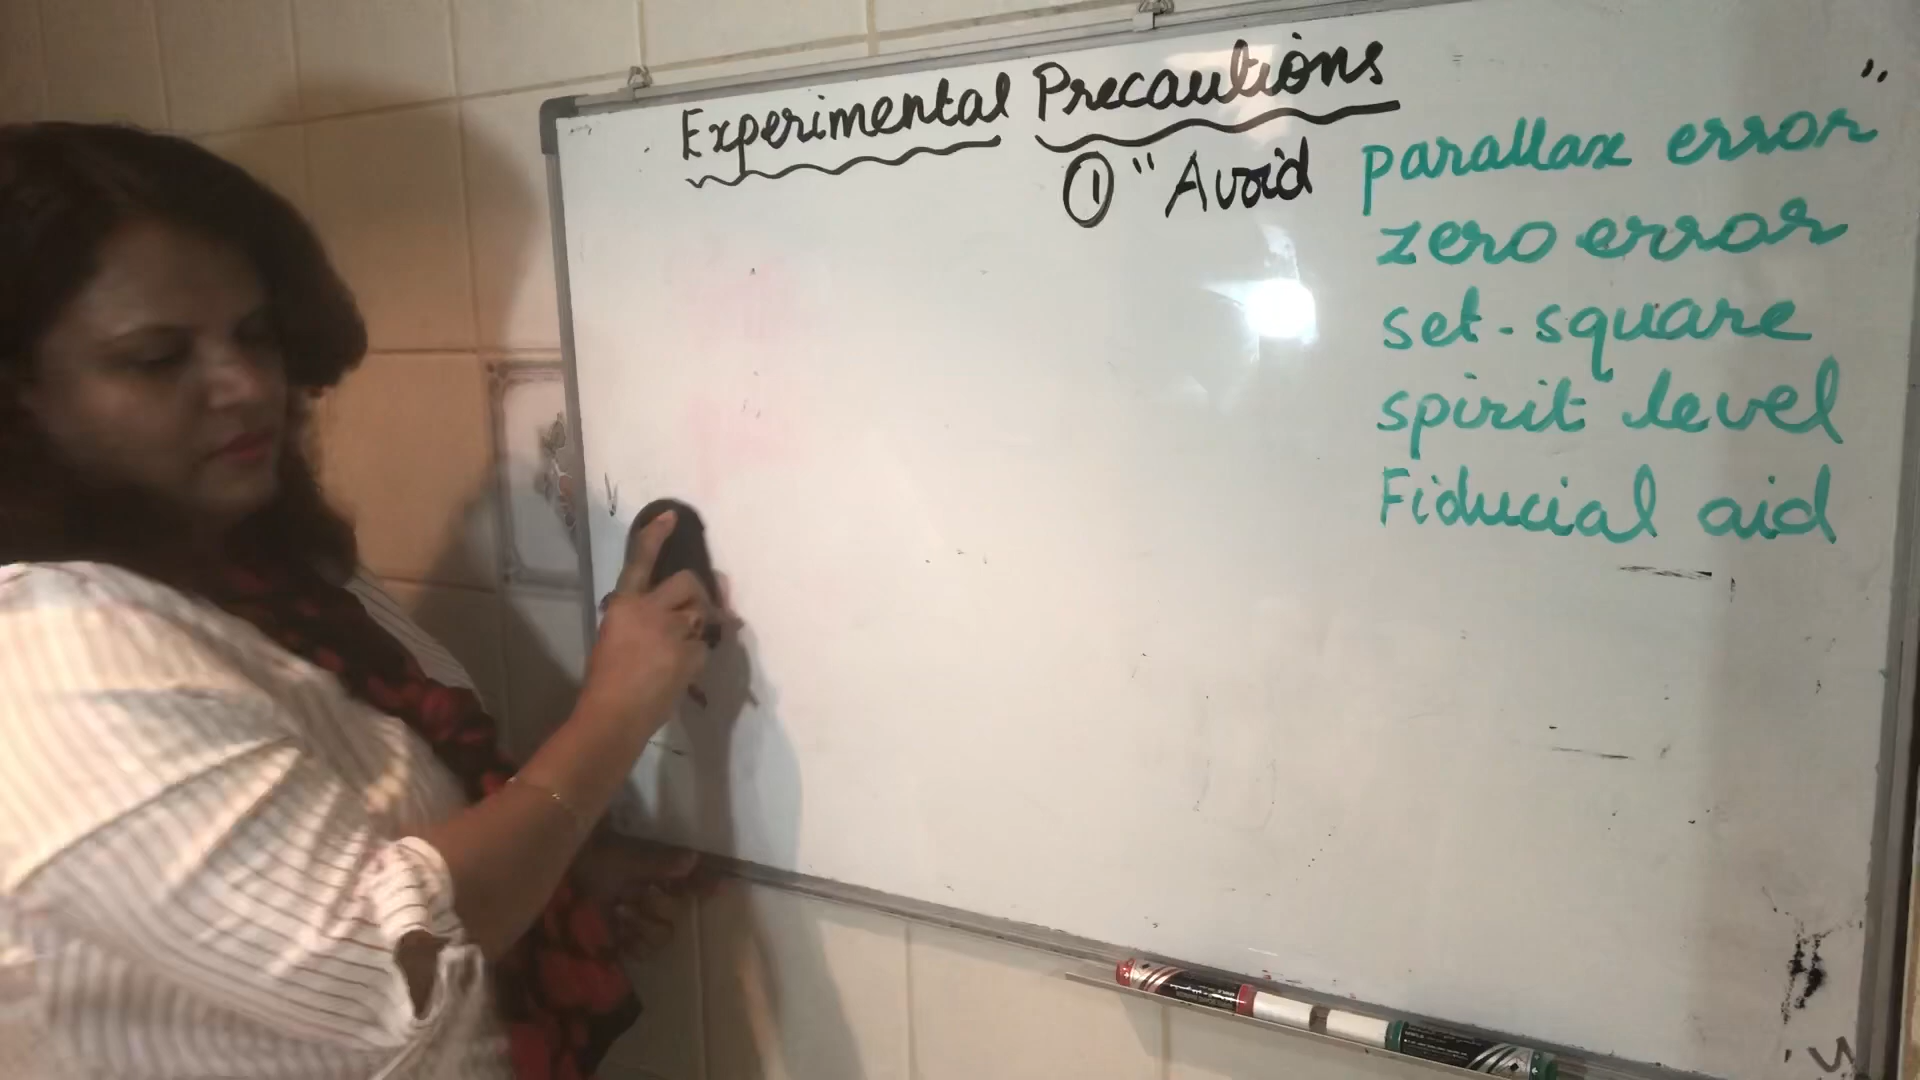 Experimental Precautions
① "Avoid parallax error"
zero error
set-square
spirit level
Fiducial aid